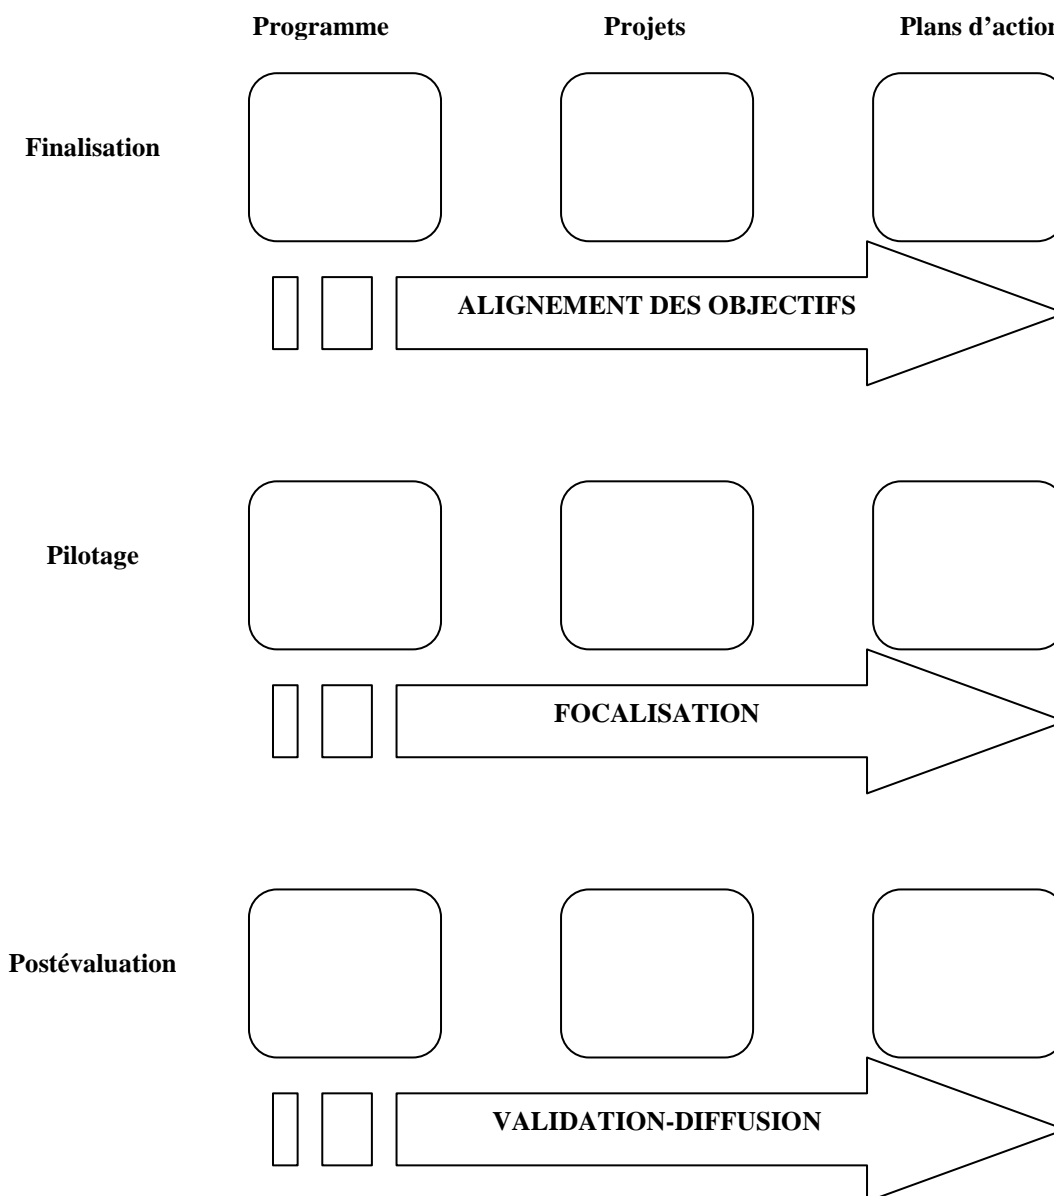 Programme Projets Plans d’action
Finalisation
ALIGNEMENT DES OBJECTIFS
Pilotage
FOCALISATION
Postévaluation
VALIDATION-DIFFUSION